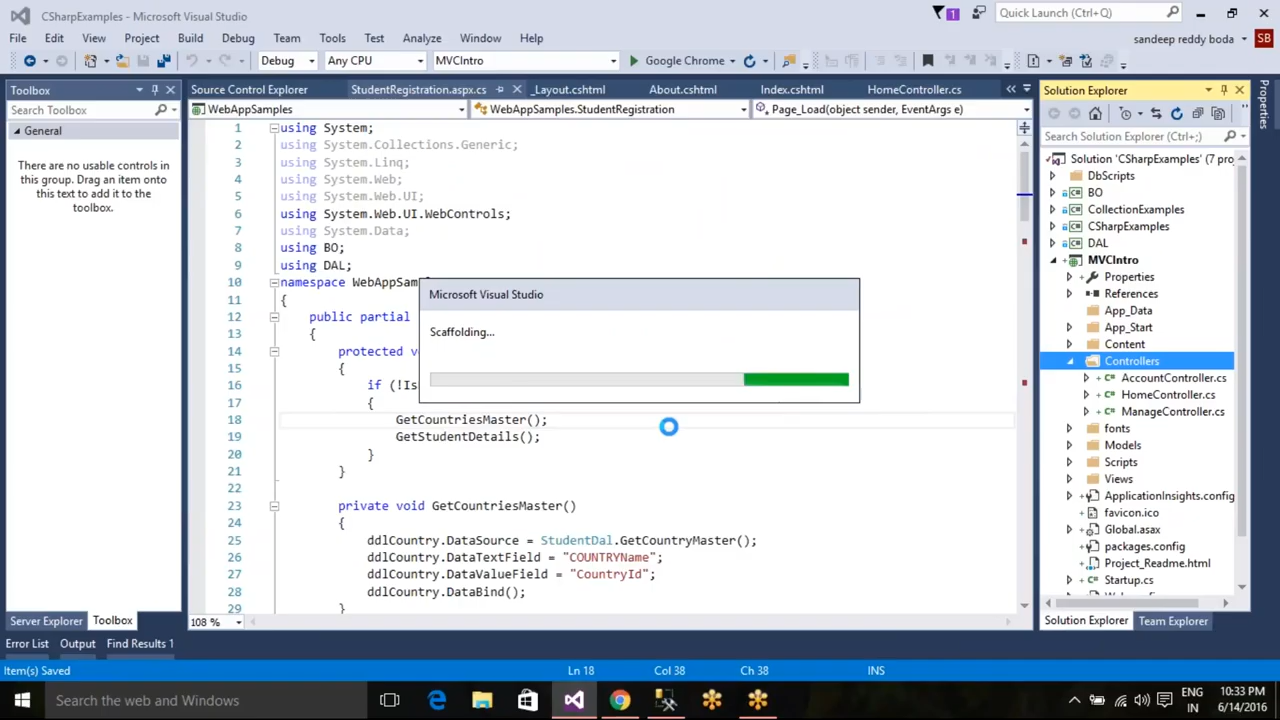 CSharpExamples - Microsoft Visual Studio
1
Quick Launch (Ctrl+Q)
File Edit View Project Build Debug Team Tools Test Analyze Window Help
sandeep reddy boda SB
Debug Any CPU MVCIntro Google Chrome
Toolbox
Search Toolbox
General
There are no usable controls in
this group. Drag an item onto
this text to add it to the
toolbox.
Server Explorer Toolbox
Source Control Explorer StudentRegistration.aspx.cs _Layout.cshtml About.cshtml Index.cshtml HomeController.cs
WebAppSamples WebAppSamples.StudentRegistration Page_Load(object sender, EventArgs e)
1 using System;
2 using System.Collections.Generic;
3 using System.Linq;
4 using System.Web;
5 using System.Web.UI;
6 using System.Web.UI.WebControls;
7 using System.Data;
8 using BO;
9 using DAL;
10 namespace WebAppSam
11 {
12 public partial
13 {
14 protected v
15 {
16 if (!Is
17 {
18 GetCountriesMaster();
19 GetStudentDetails();
20 }
21 }
22
23 private void GetCountriesMaster()
24 {
25 ddlCountry.DataSource = StudentDal.GetCountryMaster();
26 ddlCountry.DataTextField = "COUNTRYName";
27 ddlCountry.DataValueField = "CountryId";
28 ddlCountry.DataBind();
29 }
108 %
Microsoft Visual Studio
Scaffolding...
Solution Explorer
Search Solution Explorer (Ctrl+;)
Solution 'CSharpExamples' (7 pro
DbScripts
BO
CollectionExamples
CSharpExamples
DAL
MVCIntro
Properties
References
App_Data
App_Start
Content
Controllers
AccountController.cs
HomeController.cs
ManageController.cs
fonts
Models
Scripts
Views
ApplicationInsights.config
favicon.ico
Global.asax
packages.config
Project_Readme.html
Startup.cs
Solution Explorer Team Explorer
Properties
Error List Output Find Results 1
Item(s) Saved Ln 18 Col 38 Ch 38 INS
Search the web and Windows
ENG
IN
10:33 PM
6/14/2016